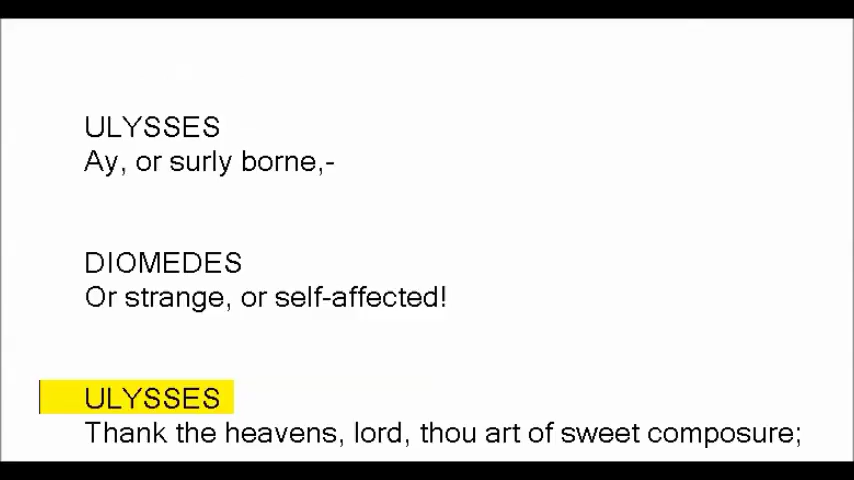 ULYSSES
Ay, or surly borne,-
DIOMEDES
Or strange, or self-affected!
ULYSSES
Thank the heavens, lord, thou art of sweet composure;